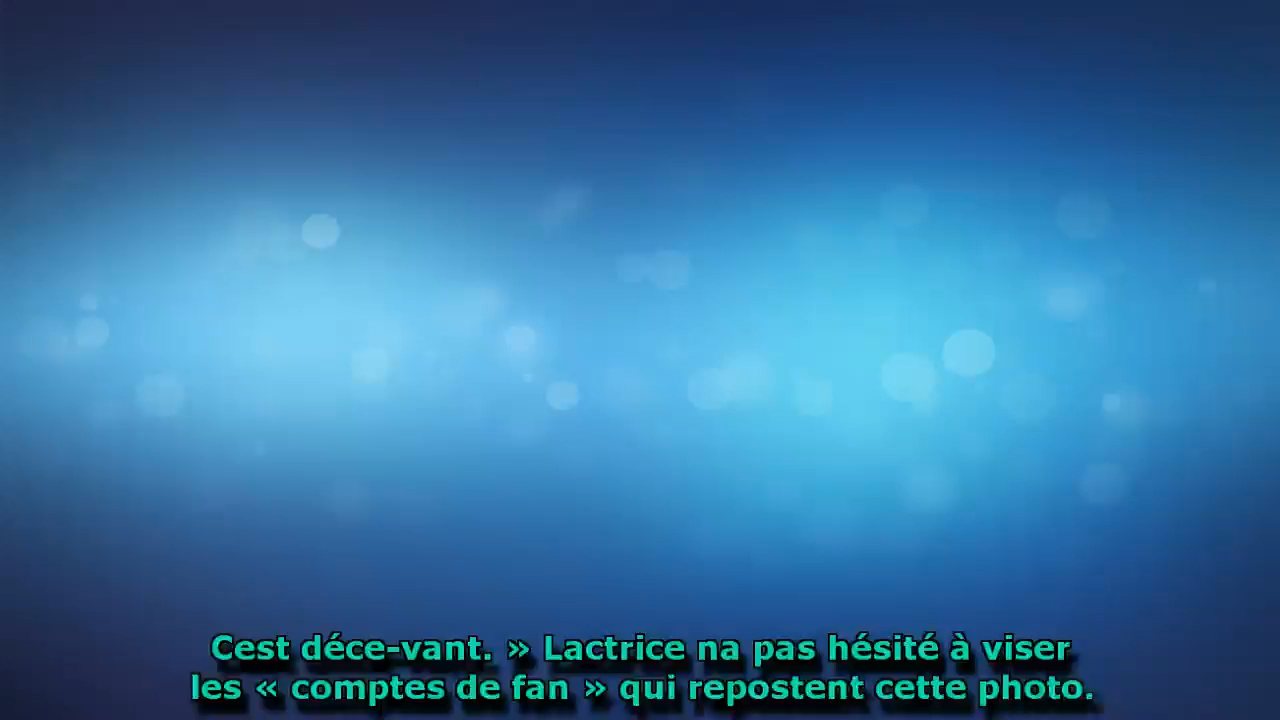 Cest déce-vant. » Lactrice na pas hésité à viser
les « comptes de fan » qui repostent cette photo.